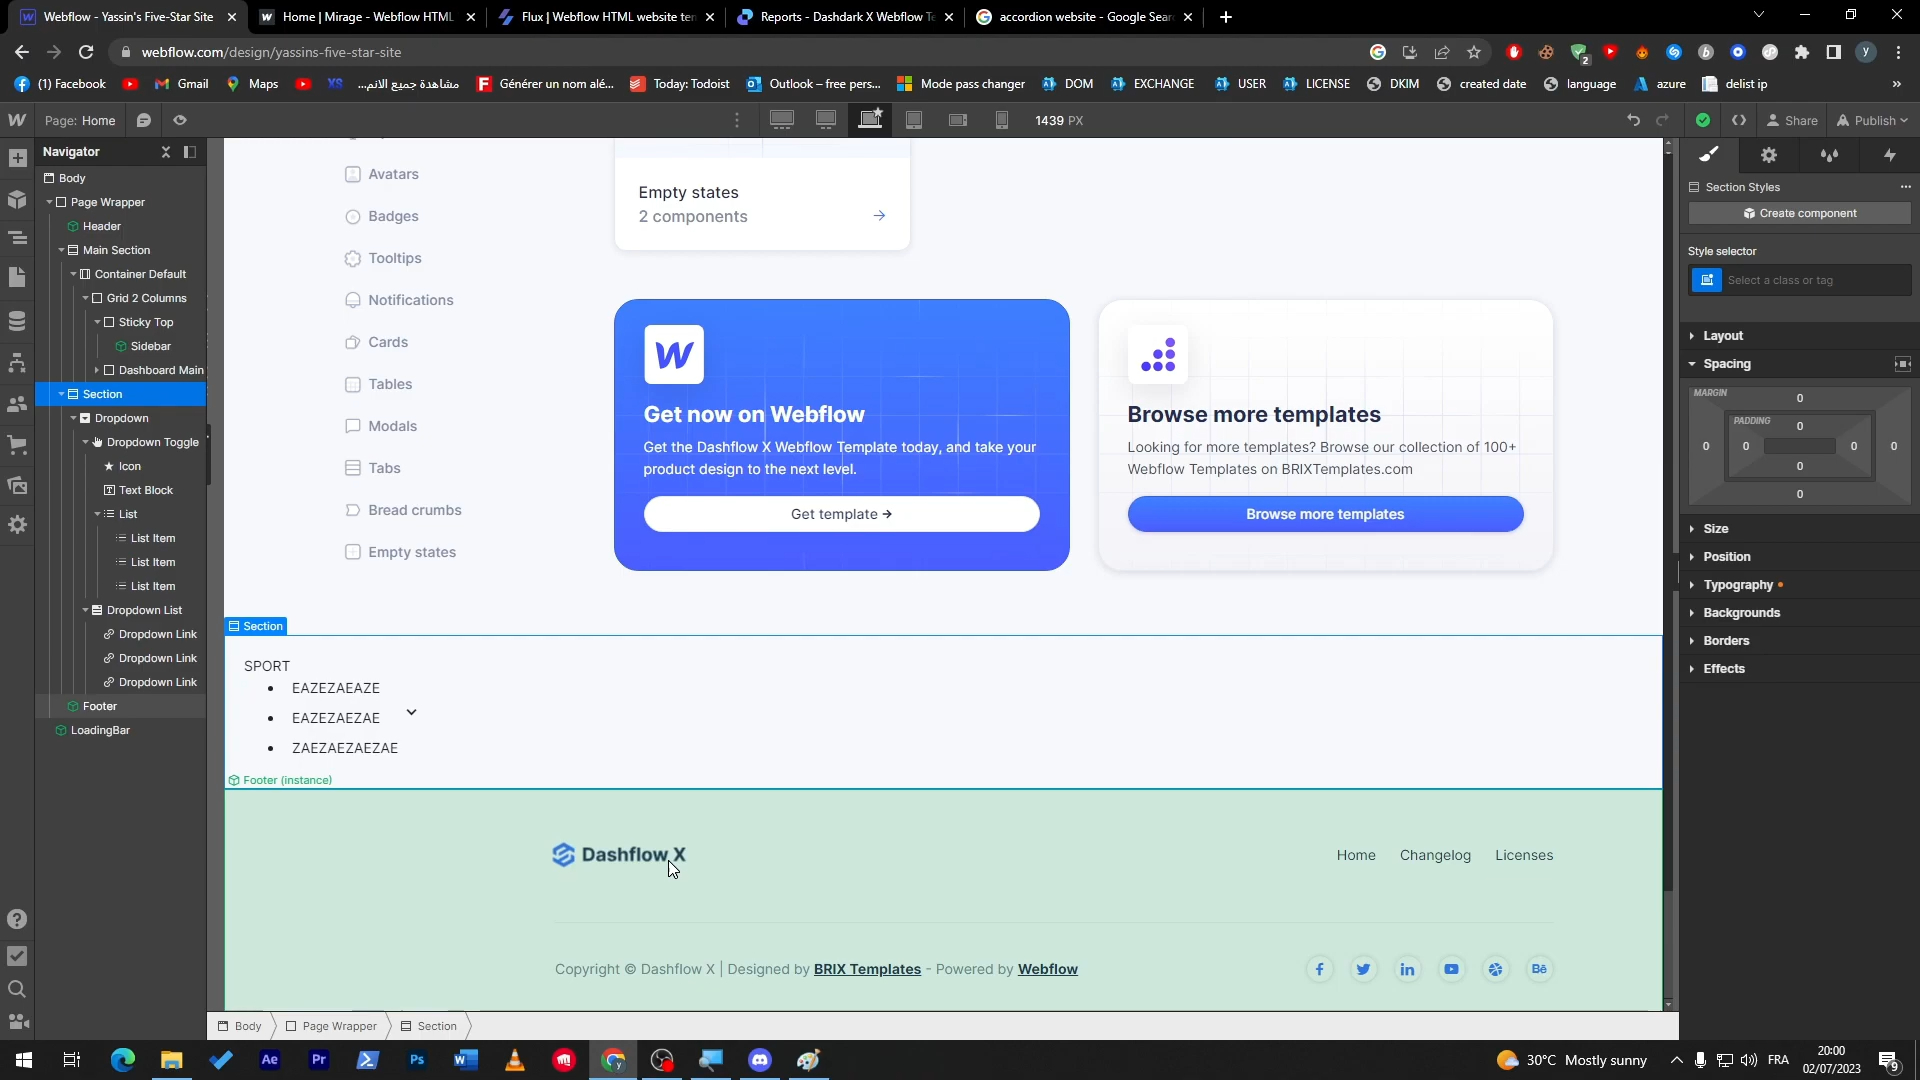 Webflow - Yassin's Five-Star Site
Home | Mirage - Webflow HTML
Flux | Webflow HTML website ten
Reports - Dashdark X Webflow Te
accordion website - Google Sear
webflow.com/design/yassins-five-star-site
2
y
(1) Facebook
Gmail
Maps
XS
مشاهدة جميع الانم...
Générer un nom alé...
Today: Todoist
Outlook – free pers...
Mode pass changer
DOM
EXCHANGE
USER
LICENSE
DKIM
created date
language
azure
delist ip
Page: Home
1439 PX
Share
Publish
Navigator
Body
Page Wrapper
Header
Main Section
Container Default
Grid 2 Columns
Sticky Top
Sidebar
Dashboard Main
Section
Dropdown
Dropdown Toggle
Icon
Text Block
List
List Item
List Item
List Item
Dropdown List
Dropdown Link
Dropdown Link
Dropdown Link
Footer
LoadingBar
Avatars
Badges
Tooltips
Notifications
Cards
Tables
Modals
Tabs
Bread crumbs
Empty states
Empty states
2 components
Get now on Webflow
Get the Dashflow X Webflow Template today, and take your
product design to the next level.
Get template →
Browse more templates
Looking for more templates? Browse our collection of 100+
Webflow Templates on BRIXTemplates.com
Browse more templates
Section
SPORT
• EAZEZAEAZE
• EAZEZAEZAE
• ZAEZAEZAEZAE
Footer (instance)
Dashflow X
Home
Changelog
Licenses
Copyright © Dashflow X | Designed by BRIX Templates - Powered by Webflow
Body
Page Wrapper
Section
Section Styles
Create component
Style selector
Select a class or tag
Layout
Spacing
MARGIN
0
PADDING
0
0
0
0
0
0
0
Size
Position
Typography
Backgrounds
Borders
Effects
30°C Mostly sunny
FRA
20:00
02/07/2023
9